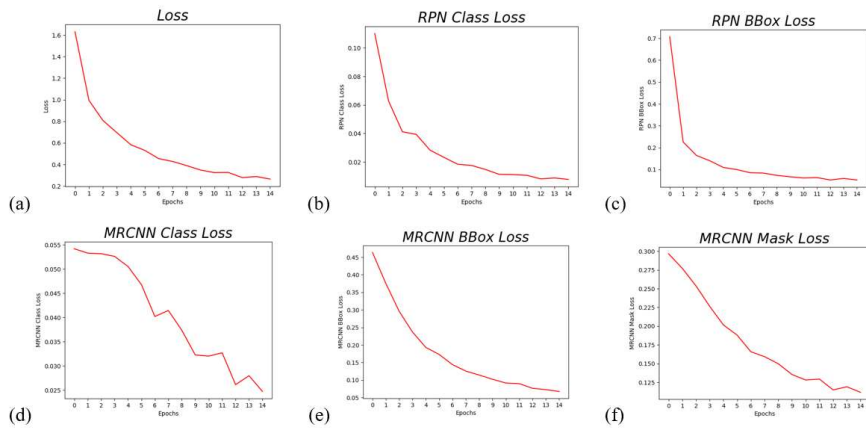 Loss
1.6
1.4
1.2
1.0
0.8
0.6
0.4
0.2
Loss
0 1 2 3 4 5 6 7 8 9 10 11 12 13 14
Epochs
(a)
RPN Class Loss
0.10
0.08
0.06
0.04
0.02
RPN Class Loss
0 1 2 3 4 5 6 7 8 9 10 11 12 13 14
Epochs
(b)
RPN BBox Loss
0.7
0.6
0.5
0.4
0.3
0.2
0.1
RPN BBox Loss
0 1 2 3 4 5 6 7 8 9 10 11 12 13 14
Epochs
(c)
MRCNN Class Loss
0.055
0.050
0.045
0.040
0.035
0.030
0.025
MRCNN Class Loss
0 1 2 3 4 5 6 7 8 9 10 11 12 13 14
Epochs
(d)
MRCNN BBox Loss
0.45
0.40
0.35
0.30
0.25
0.20
0.15
0.10
0.05
MRCNN BBox Loss
0 1 2 3 4 5 6 7 8 9 10 11 12 13 14
Epochs
(e)
MRCNN Mask Loss
0.300
0.275
0.250
0.225
0.200
0.175
0.150
0.125
MRCNN Mask Loss
0 1 2 3 4 5 6 7 8 9 10 11 12 13 14
Epochs
(f)